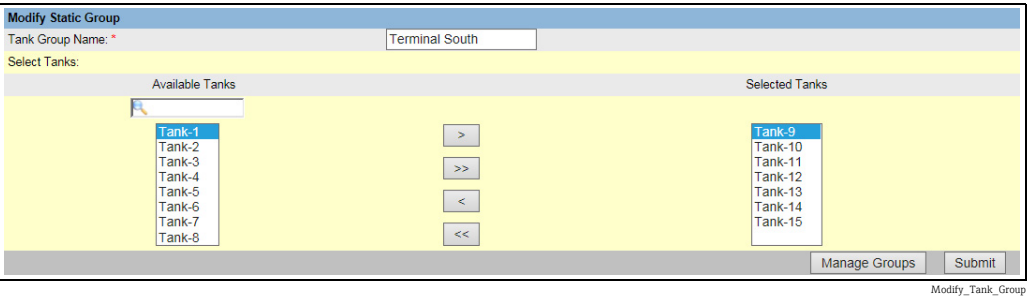 Modify Static Group
Tank Group Name: * Terminal South
Select Tanks:
Available Tanks Selected Tanks
Tank-1 > Tank-9
Tank-2 Tank-10
Tank-3 >> Tank-11
Tank-4 Tank-12
Tank-5 < Tank-13
Tank-6 Tank-14
Tank-7 << Tank-15
Tank-8
Manage Groups Submit
Modify_Tank_Group